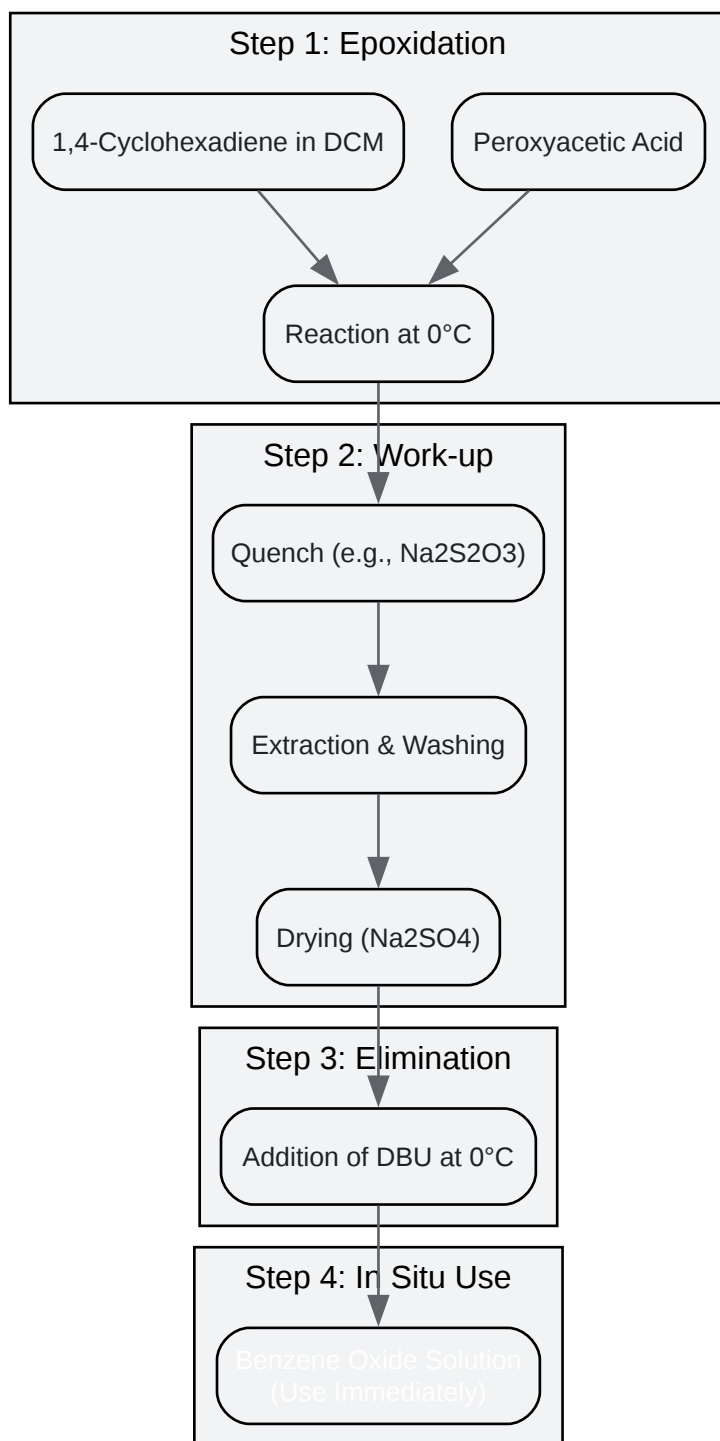 Step 1: Epoxidation
1,4-Cyclohexadiene in DCM
Peroxyacetic Acid
Reaction at 0°C
Step 2: Work-up
Quench (e.g., Na2S2O3)
Extraction & Washing
Drying (Na2SO4)
Step 3: Elimination
Addition of DBU at 0°C
Step 4: In Situ Use
Benzene Oxide Solution
(Use Immediately)